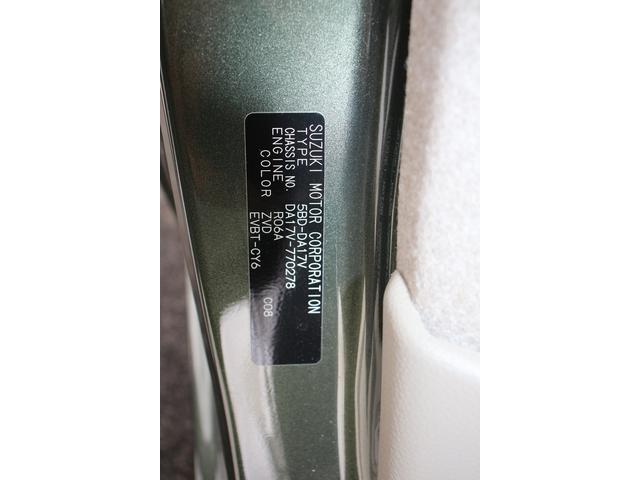 SUZUKI MOTOR CORPORATION
TYPE 5BD-DA17V
CHASSIS NO. DA17V-770278
ENGINE R06A
COLOR ZVD C08
EVBT-CY6